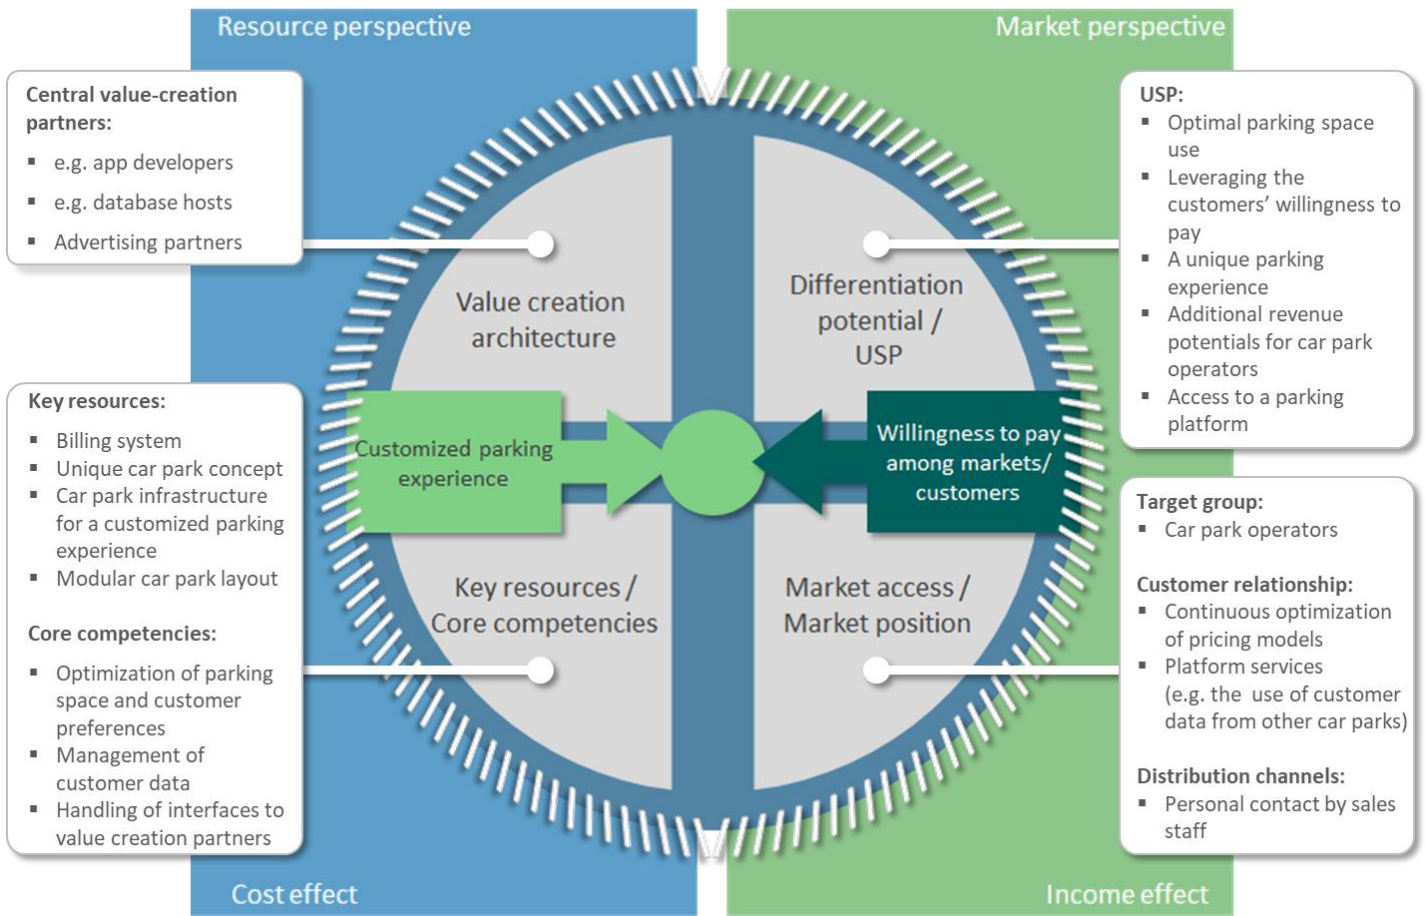 Resource perspective
Market perspective
Central value-creation
partners:
▪ e.g. app developers
▪ e.g. database hosts
▪ Advertising partners
Key resources:
▪ Billing system
▪ Unique car park concept
▪ Car park infrastructure
for a customized parking
experience
▪ Modular car park layout
Core competencies:
▪ Optimization of parking
space and customer
preferences
▪ Management of
customer data
▪ Handling of interfaces to
value creation partners
Value creation
architecture
Differentiation
potential /
USP
Customized parking
experience
Willingness to pay
among markets/
customers
Key resources /
Core competencies
Market access /
Market position
USP:
▪ Optimal parking space
use
▪ Leveraging the
customers’ willingness to
pay
▪ A unique parking
experience
▪ Additional revenue
potentials for car park
operators
▪ Access to a parking
platform
Target group:
▪ Car park operators
Customer relationship:
▪ Continuous optimization
of pricing models
▪ Platform services
(e.g. the use of customer
data from other car parks)
Distribution channels:
▪ Personal contact by sales
staff
Cost effect
Income effect